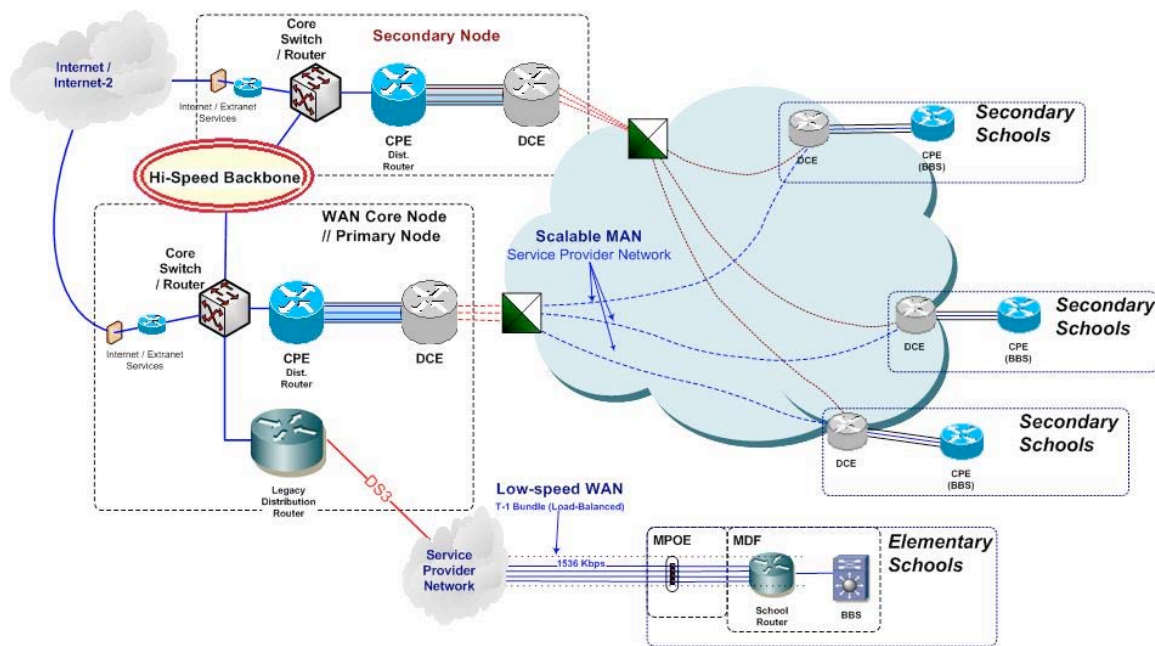 Core
Switch
/ Router
Secondary Node
Internet /
Internet-2
Internet / Extranet
Services
CPE
Dist.
Router
DCE
Hi-Speed Backbone
Secondary
Schools
DCE
CPE
(BBS)
WAN Core Node
// Primary Node
Core
Switch
/ Router
Internet / Extranet
Services
CPE
Dist.
Router
DCE
Scalable MAN
Service Provider Network
Secondary
Schools
DCE
CPE
(BBS)
Secondary
Schools
DCE
CPE
(BBS)
Legacy
Distribution
Router
DS3
Low-speed WAN
T-1 Bundle (Load-Balanced)
Service
Provider
Network
1536 Kbps
MPOE
MDF
Elementary
Schools
School
Router
BBS